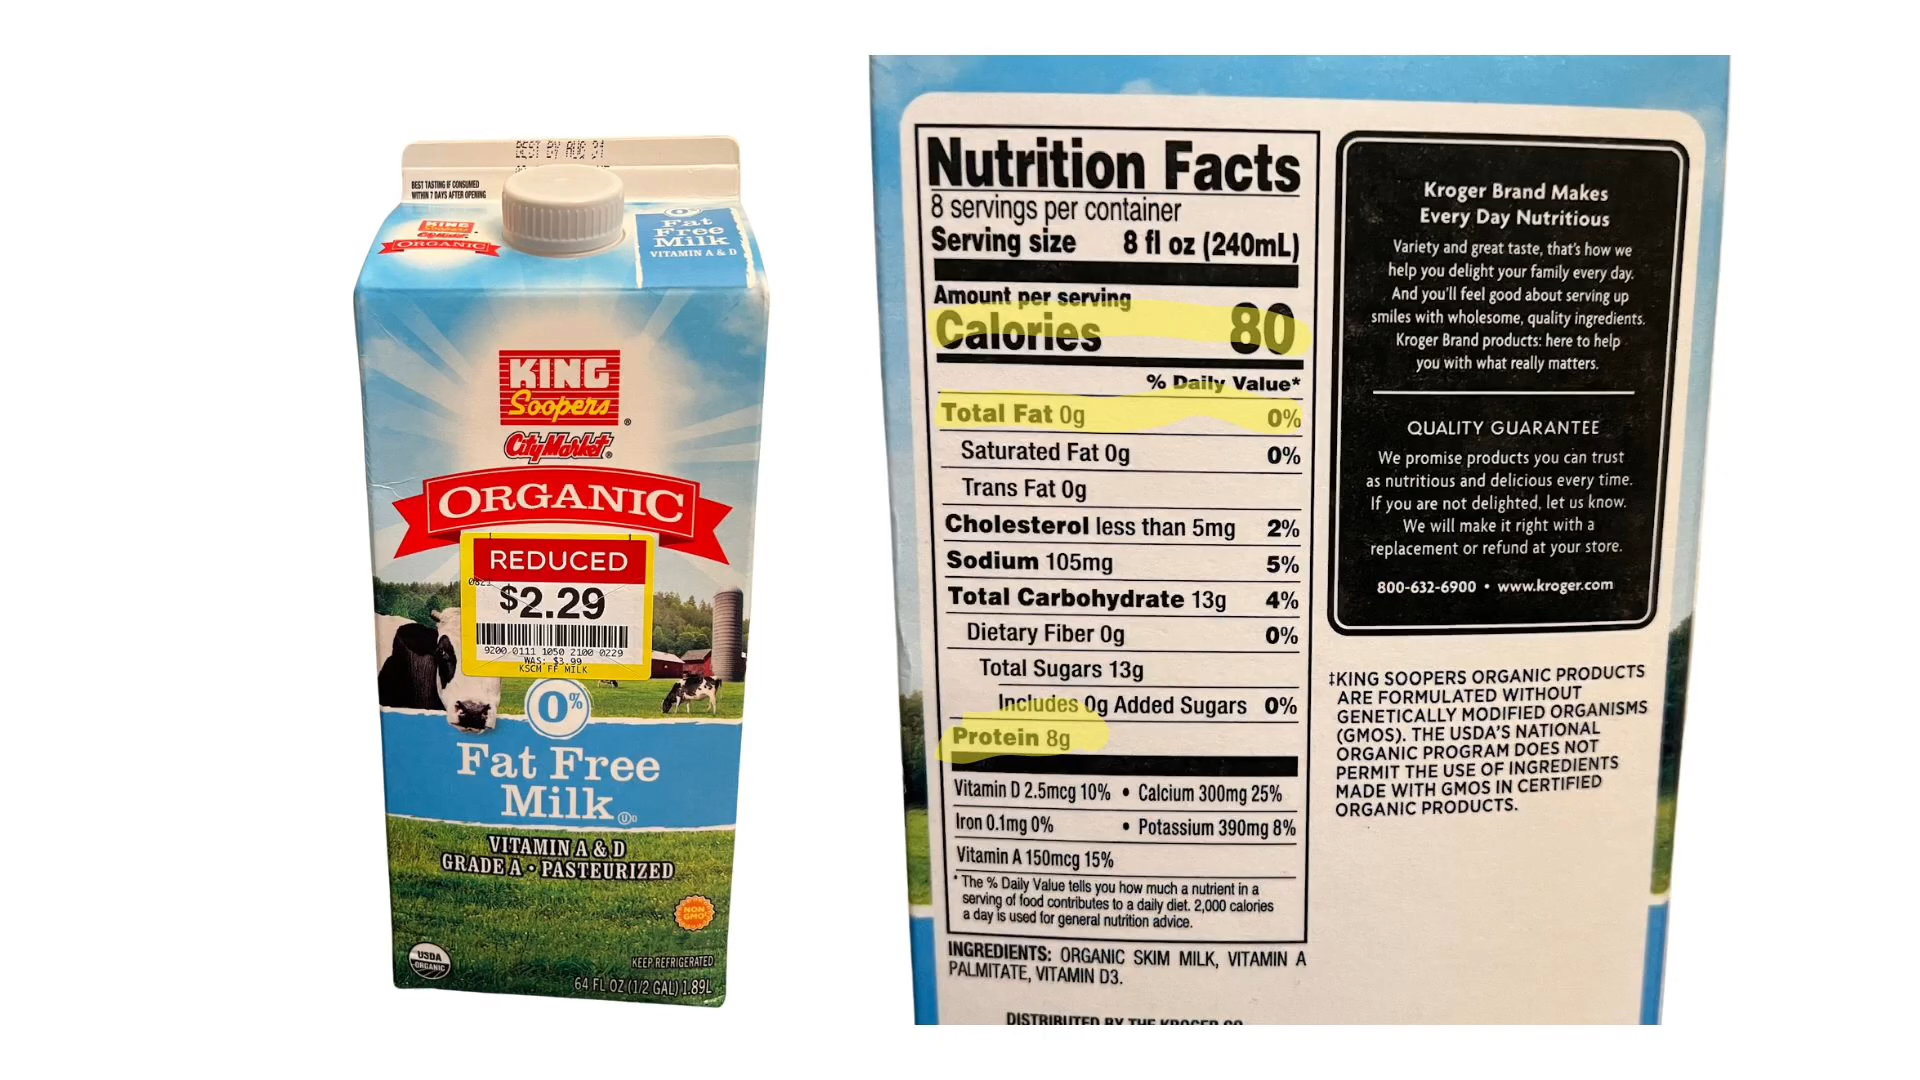 BEST BY AUG 31
BEST TASTING IF CONSUMED
WITHIN 7 DAYS AFTER OPENING
KING
Soopers
City Market
ORGANIC
0%
Fat
Free
Milk
VITAMIN A & D
KING
Soopers®
City Market®
ORGANIC
REDUCED
0821
$2.29
9200 0111 1050 2100 0229
WAS: $3.99
KSCM FF MILK
0%
Fat Free
Milk
UD
VITAMIN A & D
GRADE A • PASTEURIZED
NON
GMO‡
USDA
ORGANIC
KEEP REFRIGERATED
64 FL OZ (1/2 GAL) 1.89L
Nutrition Facts
8 servings per container
Serving size 8 fl oz (240mL)
Amount per serving
Calories 80
% Daily Value*
Total Fat 0g 0%
Saturated Fat 0g 0%
Trans Fat 0g
Cholesterol less than 5mg 2%
Sodium 105mg 5%
Total Carbohydrate 13g 4%
Dietary Fiber 0g 0%
Total Sugars 13g
Includes 0g Added Sugars 0%
Protein 8g
Vitamin D 2.5mcg 10% • Calcium 300mg 25%
Iron 0.1mg 0% • Potassium 390mg 8%
Vitamin A 150mcg 15%
* The % Daily Value tells you how much a nutrient in a
serving of food contributes to a daily diet. 2,000 calories
a day is used for general nutrition advice.
INGREDIENTS: ORGANIC SKIM MILK, VITAMIN A
PALMITATE, VITAMIN D3.
DISTRIBUTED BY THE KROGER CO.
Kroger Brand Makes
Every Day Nutritious
Variety and great taste, that's how we
help you delight your family every day.
And you'll feel good about serving up
smiles with wholesome, quality ingredients.
Kroger Brand products: here to help
you with what really matters.
QUALITY GUARANTEE
We promise products you can trust
as nutritious and delicious every time.
If you are not delighted, let us know.
We will make it right with a
replacement or refund at your store.
800-632-6900 • www.kroger.com
‡KING SOOPERS ORGANIC PRODUCTS
ARE FORMULATED WITHOUT
GENETICALLY MODIFIED ORGANISMS
(GMOS). THE USDA'S NATIONAL
ORGANIC PROGRAM DOES NOT
PERMIT THE USE OF INGREDIENTS
MADE WITH GMOS IN CERTIFIED
ORGANIC PRODUCTS.